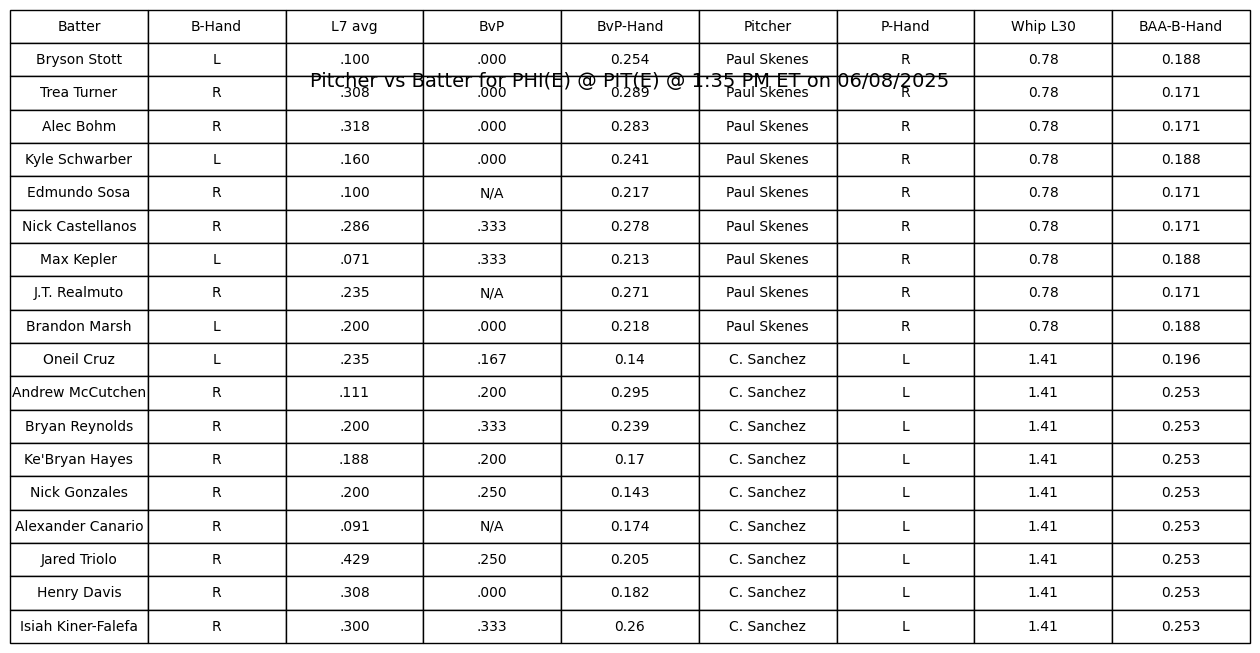 Batter B-Hand L7 avg BvP BvP-Hand Pitcher P-Hand Whip L30 BAA-B-Hand
Bryson Stott L .100 .000 0.254 Paul Skenes R 0.78 0.188
Pitcher vs Batter for PHI(E) @ PIT(E) @ 1:35 PM ET on 06/08/2025
Trea Turner R .308 .000 0.289 Paul Skenes R 0.78 0.171
Alec Bohm R .318 .000 0.283 Paul Skenes R 0.78 0.171
Kyle Schwarber L .160 .000 0.241 Paul Skenes R 0.78 0.188
Edmundo Sosa R .100 N/A 0.217 Paul Skenes R 0.78 0.171
Nick Castellanos R .286 .333 0.278 Paul Skenes R 0.78 0.171
Max Kepler L .071 .333 0.213 Paul Skenes R 0.78 0.188
J.T. Realmuto R .235 N/A 0.271 Paul Skenes R 0.78 0.171
Brandon Marsh L .200 .000 0.218 Paul Skenes R 0.78 0.188
Oneil Cruz L .235 .167 0.14 C. Sanchez L 1.41 0.196
Andrew McCutchen R .111 .200 0.295 C. Sanchez L 1.41 0.253
Bryan Reynolds R .200 .333 0.239 C. Sanchez L 1.41 0.253
Ke'Bryan Hayes R .188 .200 0.17 C. Sanchez L 1.41 0.253
Nick Gonzales R .200 .250 0.143 C. Sanchez L 1.41 0.253
Alexander Canario R .091 N/A 0.174 C. Sanchez L 1.41 0.253
Jared Triolo R .429 .250 0.205 C. Sanchez L 1.41 0.253
Henry Davis R .308 .000 0.182 C. Sanchez L 1.41 0.253
Isiah Kiner-Falefa R .300 .333 0.26 C. Sanchez L 1.41 0.253